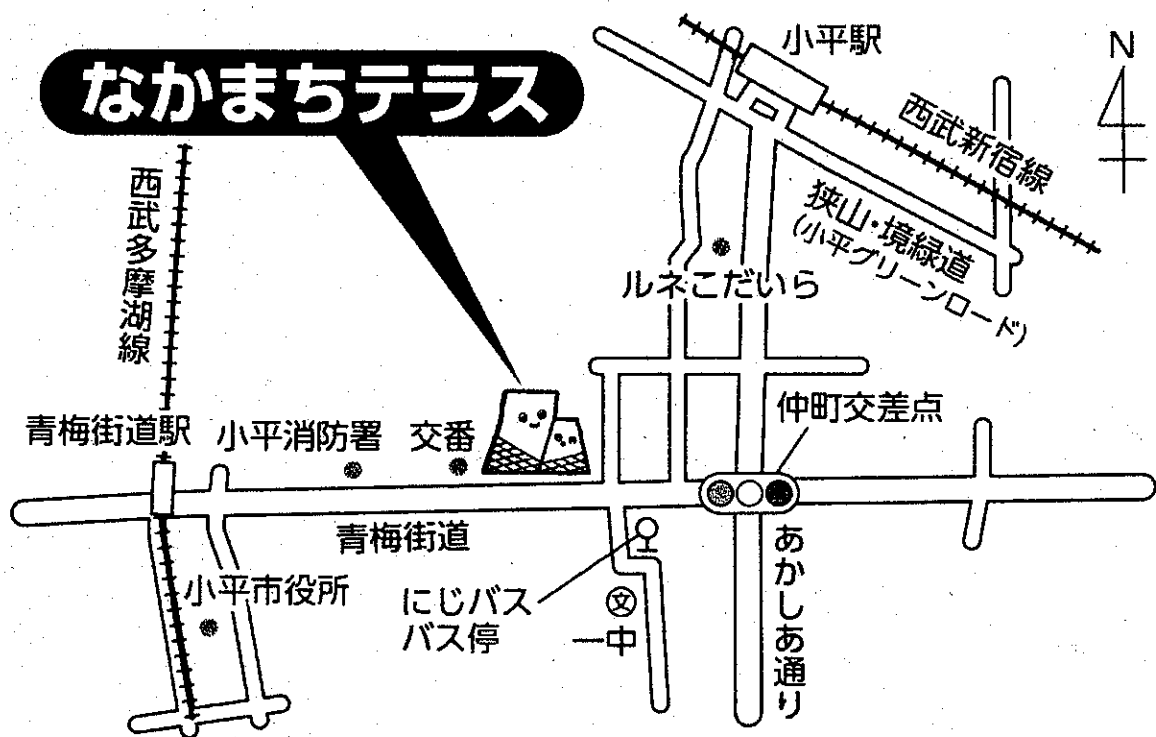 小平駅
N
なかまちテラス
西武新宿線
西武多摩湖線
狭山・境緑道
(小平グリーンロード)
ルネこだいら
仲町交差点
青梅街道駅
小平消防署
交番
青梅街道
あかしあ通り
小平市役所
にじバス
バス停
文
一中